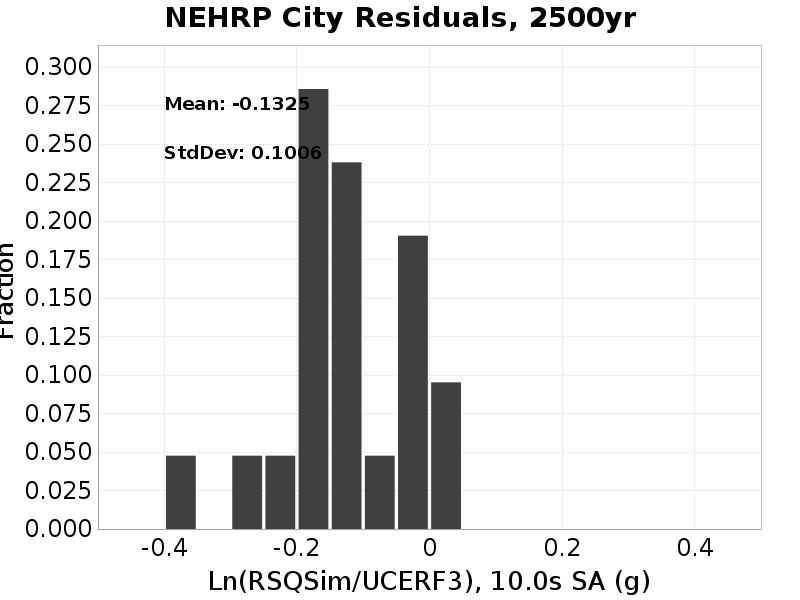 NEHRP City Residuals, 2500yr
0.300
Mean: -0.1325
0.275
0.250
StdDev: 0.1006
0.225
0.200
0.175
0.150
0.125
0.100
0.075
0.050
0.025
0.000
Fraction
-0.4 -0.2 0 0.2 0.4
Ln(RSQSim/UCERF3), 10.0s SA (g)